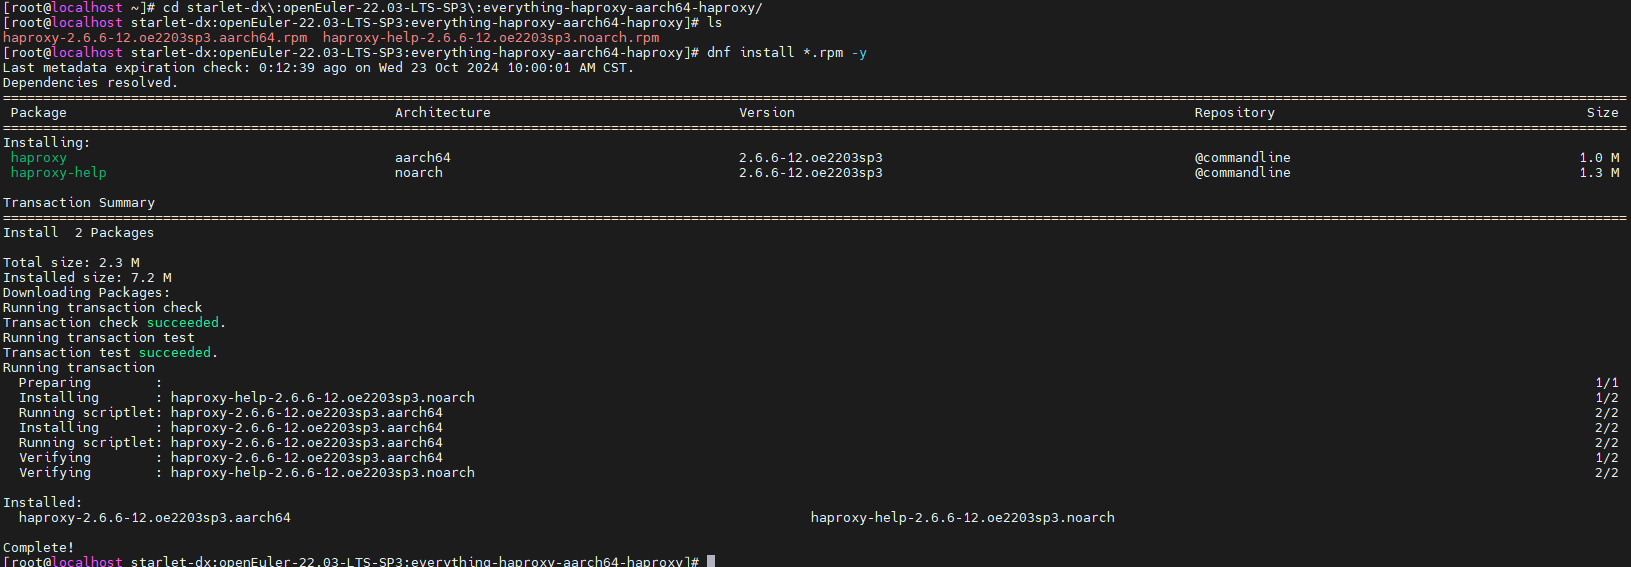 [root@localhost ~]# cd starlet-dx\:openEuler-22.03-LTS-SP3\:everything-haproxy-aarch64-haproxy/
[root@localhost starlet-dx:openEuler-22.03-LTS-SP3:everything-haproxy-aarch64-haproxy]# ls
haproxy-2.6.6-12.oe2203sp3.aarch64.rpm  haproxy-help-2.6.6-12.oe2203sp3.noarch.rpm
[root@localhost starlet-dx:openEuler-22.03-LTS-SP3:everything-haproxy-aarch64-haproxy]# dnf install *.rpm -y
Last metadata expiration check: 0:12:39 ago on Wed 23 Oct 2024 10:00:01 AM CST.
Dependencies resolved.
Package Architecture Version Repository Size
Installing:
haproxy aarch64 2.6.6-12.oe2203sp3 @commandline 1.0 M
haproxy-help noarch 2.6.6-12.oe2203sp3 @commandline 1.3 M
Transaction Summary
Install  2 Packages
Total size: 2.3 M
Installed size: 7.2 M
Downloading Packages:
Running transaction check
Transaction check succeeded.
Running transaction test
Transaction test succeeded.
Running transaction
Preparing : 1/1
Installing : haproxy-help-2.6.6-12.oe2203sp3.noarch 1/2
Running scriptlet: haproxy-2.6.6-12.oe2203sp3.aarch64 2/2
Installing : haproxy-2.6.6-12.oe2203sp3.aarch64 2/2
Running scriptlet: haproxy-2.6.6-12.oe2203sp3.aarch64 2/2
Verifying : haproxy-2.6.6-12.oe2203sp3.aarch64 1/2
Verifying : haproxy-help-2.6.6-12.oe2203sp3.noarch 2/2
Installed:
haproxy-2.6.6-12.oe2203sp3.aarch64 haproxy-help-2.6.6-12.oe2203sp3.noarch
Complete!
[root@localhost starlet-dx:openEuler-22.03-LTS-SP3:everything-haproxy-aarch64-haproxy]#